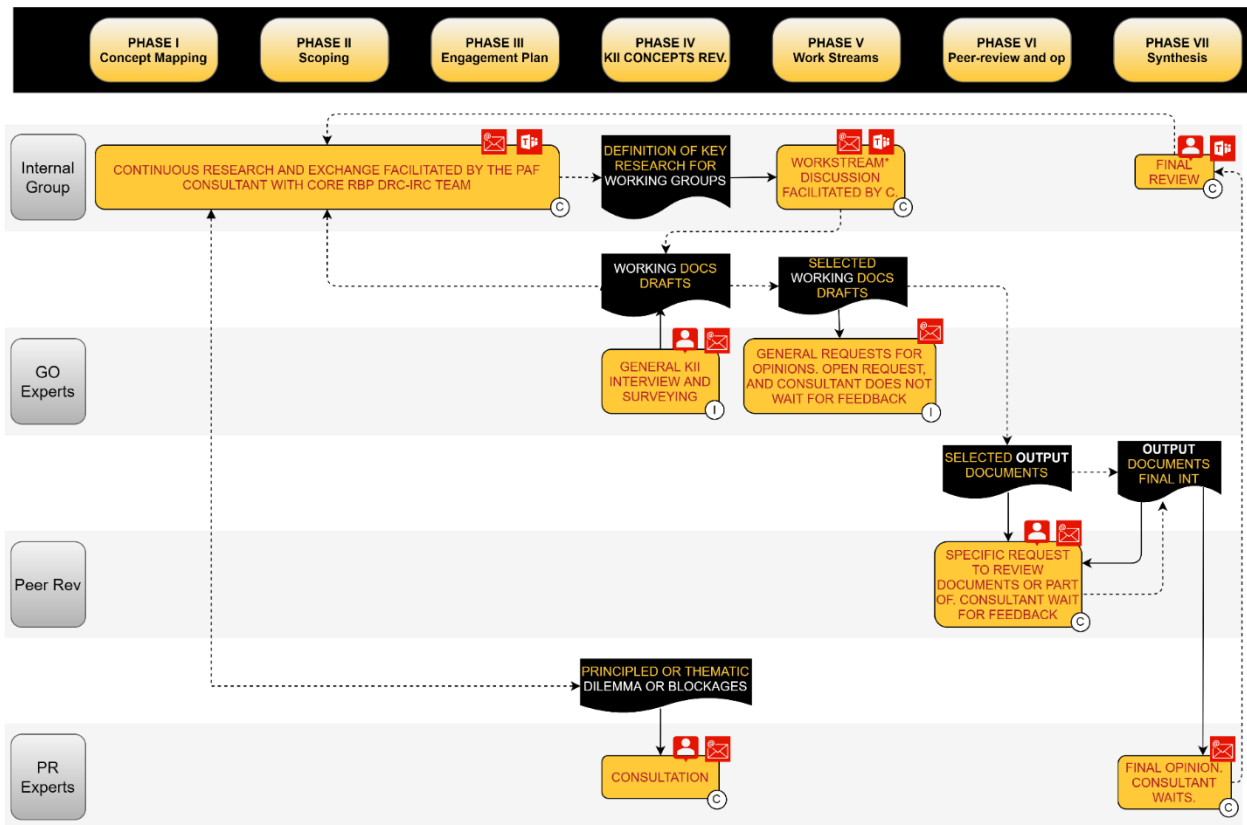 PHASE I
Concept Mapping
PHASE II
Scoping
PHASE III
Engagement Plan
PHASE IV
KII CONCEPTS REV.
PHASE V
Work Streams
PHASE VI
Peer-review and op
PHASE VII
Synthesis
Internal
Group
CONTINUOUS RESEARCH AND EXCHANGE FACILITATED BY THE PAF
CONSULTANT WITH CORE RBP DRC-IRC TEAM
C
DEFINITION OF KEY
RESEARCH FOR
WORKING GROUPS
WORKSTREAM*
DISCUSSION
FACILITATED BY C.
C
FINAL
REVIEW
C
WORKING DOCS
DRAFTS
SELECTED
WORKING DOCS
DRAFTS
GO
Experts
GENERAL KII
INTERVIEW AND
SURVEYING
I
GENERAL REQUESTS FOR
OPINIONS. OPEN REQUEST,
AND CONSULTANT DOES NOT
WAIT FOR FEEDBACK
I
SELECTED OUTPUT
DOCUMENTS
OUTPUT
DOCUMENTS
FINAL INT
Peer Rev
SPECIFIC REQUEST
TO REVIEW
DOCUMENTS OR PART
OF. CONSULTANT WAIT
FOR FEEDBACK
C
PRINCIPLED OR THEMATIC
DILEMMA OR BLOCKAGES
PR
Experts
CONSULTATION
C
FINAL OPINION.
CONSULTANT
WAITS.
C